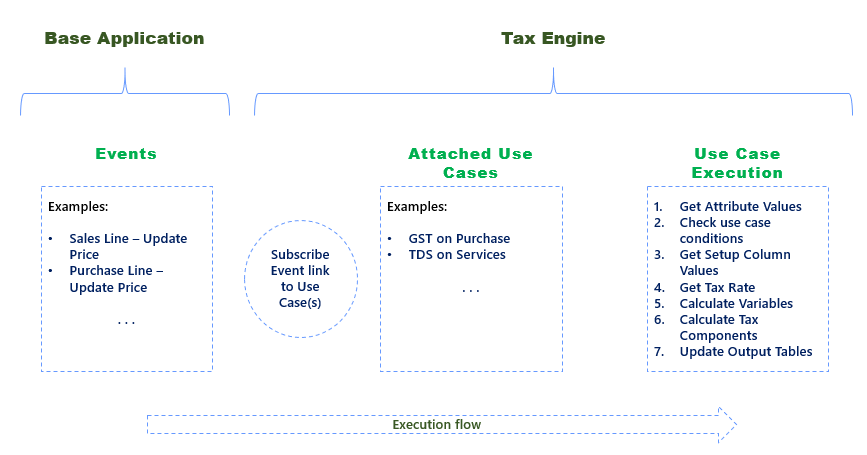 Base Application
Tax Engine
Events
Examples:
• Sales Line – Update
Price
• Purchase Line –
Update Price
. . .
Subscribe
Event link
to Use
Case(s)
Attached Use
Cases
Examples:
• GST on Purchase
• TDS on Services
. . .
Use Case
Execution
1. Get Attribute Values
2. Check use case
conditions
3. Get Setup Column
Values
4. Get Tax Rate
5. Calculate Variables
6. Calculate Tax
Components
7. Update Output Tables
Execution flow